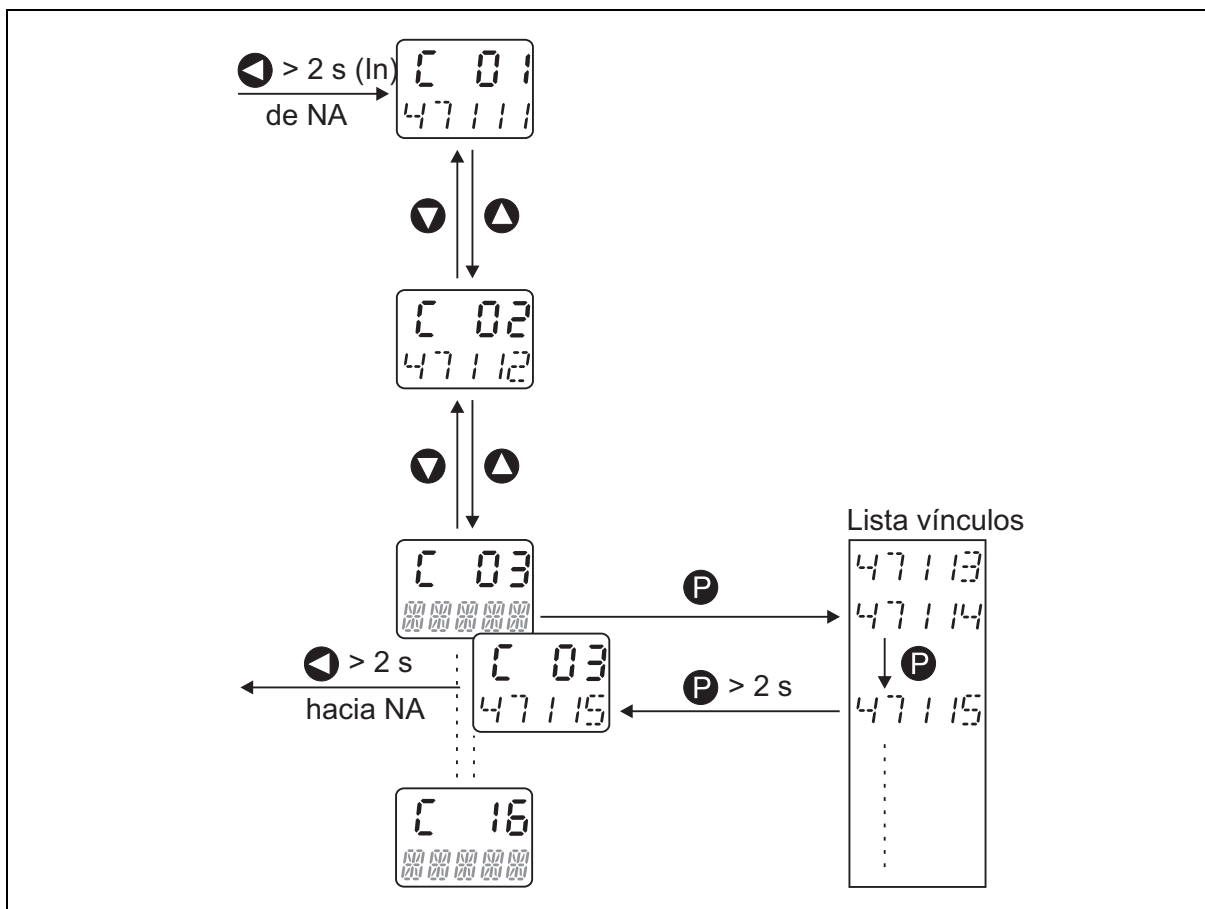 > 2 s (In)
de NA
C 01
47111
C 02
47112
Lista vínculos
C 03
P
47113
47114
P
> 2 s
hacia NA
C 03
47115
P > 2 s
47115
C 16